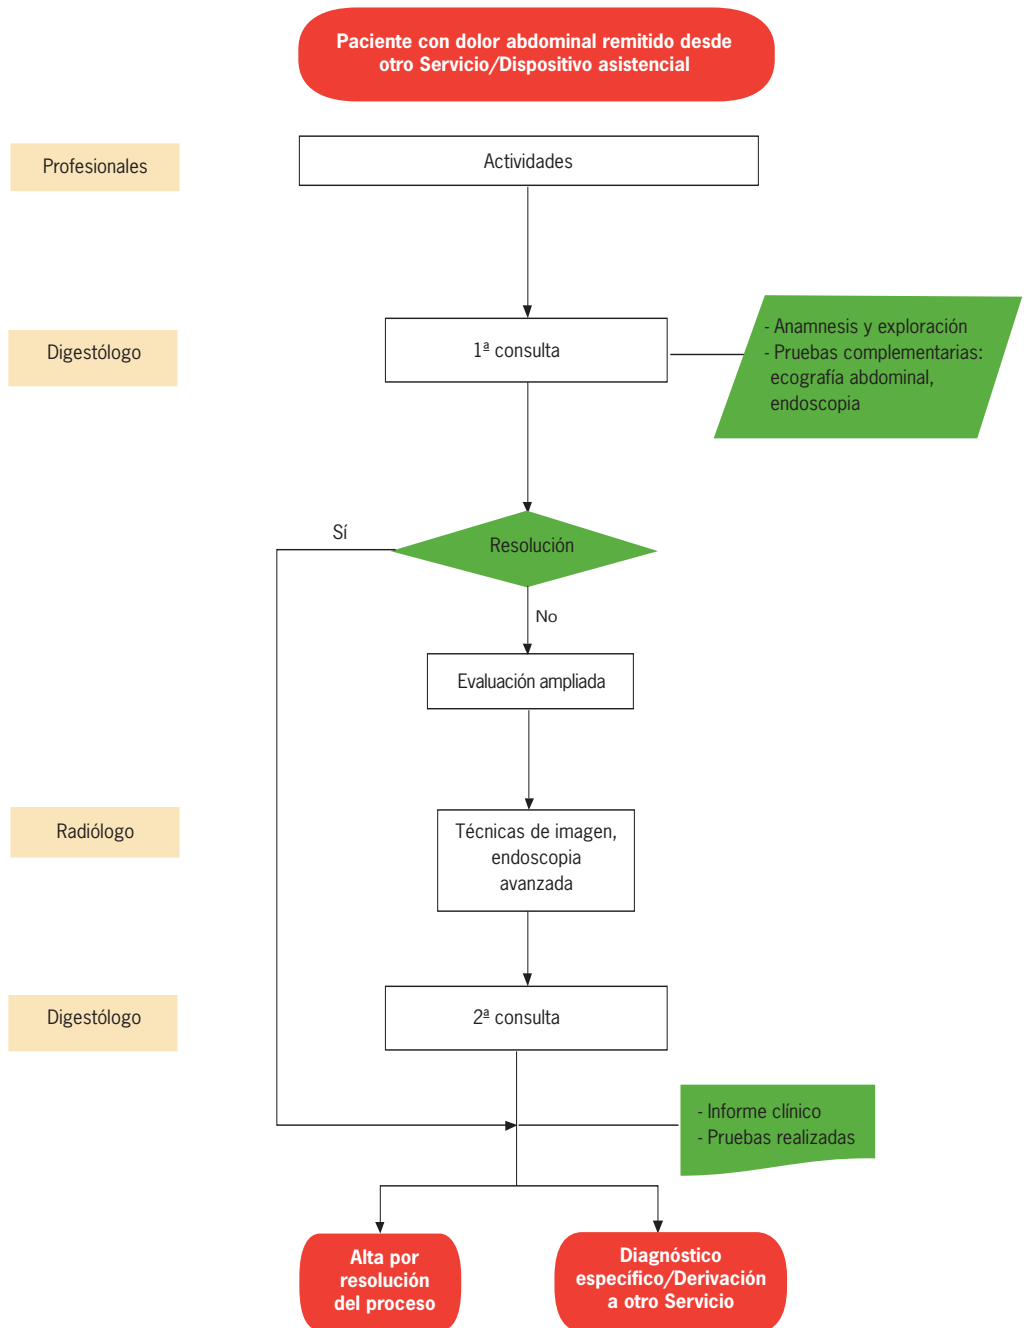 Paciente con dolor abdominal remitido desde
otro Servicio/Dispositivo asistencial
Profesionales
Actividades
Digestólogo
1ª consulta
- Anamnesis y exploración
- Pruebas complementarias:
ecografía abdominal,
endoscopia
Sí
Resolución
No
Evaluación ampliada
Radiólogo
Técnicas de imagen,
endoscopia
avanzada
Digestólogo
2ª consulta
- Informe clínico
- Pruebas realizadas
Alta por
resolución
del proceso
Diagnóstico
específico/Derivación
a otro Servicio